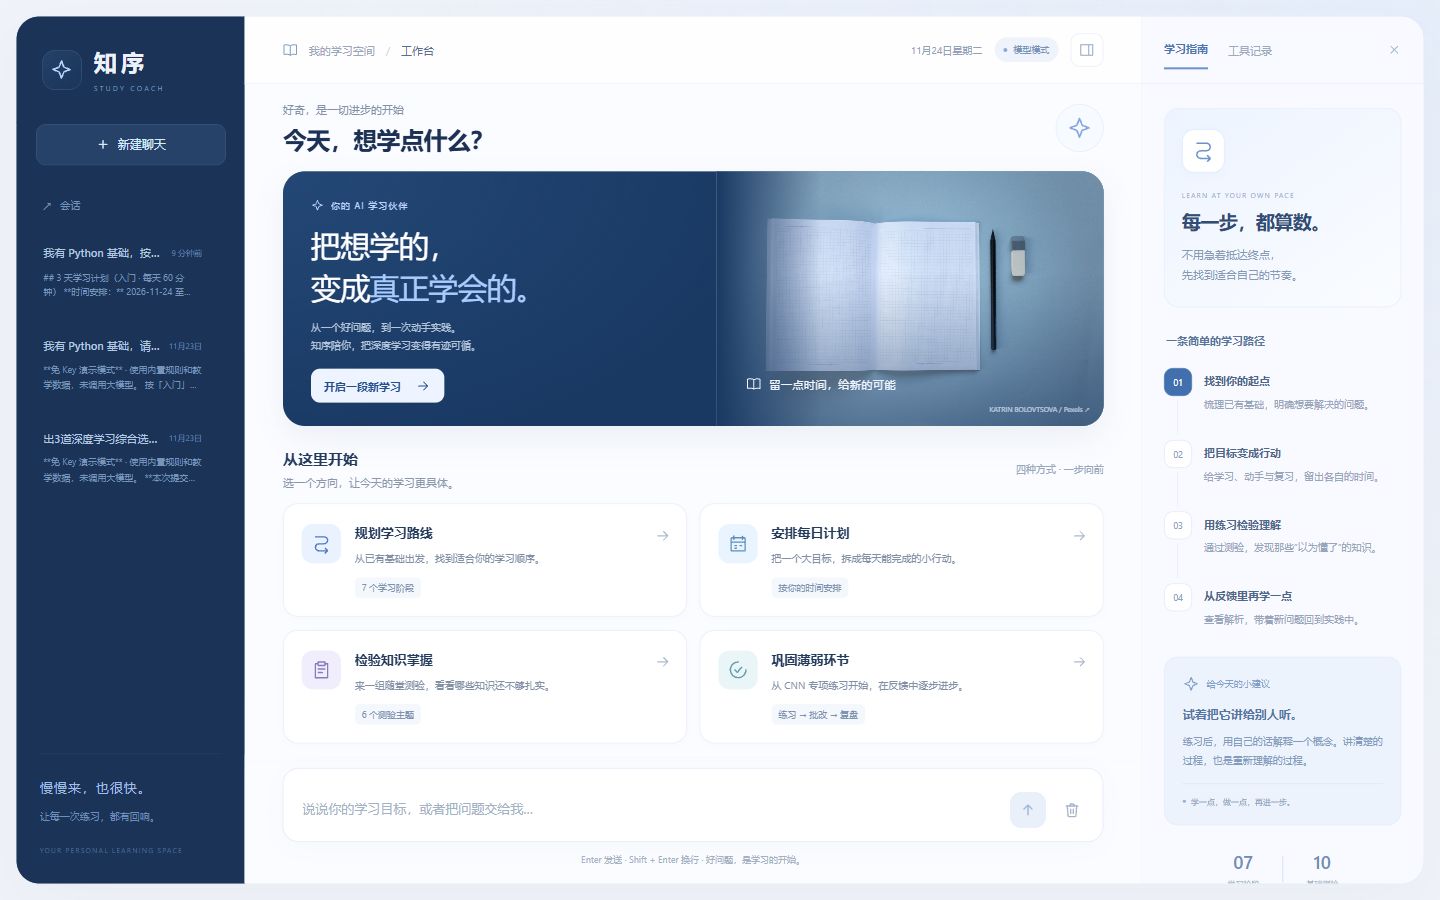 知序
STUDY COACH
+ 新建聊天
↗ 会话
我有 Python 基础，按... 9 分钟前
## 3 天学习计划（入门 · 每天 60 分
钟） **时间安排：** 2026-11-24 至...
我有 Python 基础，请... 11月23日
**免 Key 演示模式** · 使用内置规则和教
学数据，未调用大模型。 按「入门」...
出3道深度学习综合选... 11月23日
**免 Key 演示模式** · 使用内置规则和教
学数据，未调用大模型。 **本次提交...
慢慢来，也很快。
让每一次练习，都有回响。
YOUR PERSONAL LEARNING SPACE
我的学习空间 / 工作台
11月24日星期二
• 模型模式
好奇，是一切进步的开始
今天，想学点什么？
你的 AI 学习伙伴
把想学的，
变成真正学会的。
从一个好问题，到一次动手实践。
知序陪你，把深度学习变得有迹可循。
开启一段新学习 →
留一点时间，给新的可能
KATRIN BOLOVTSOVA / Pexels ↗
从这里开始
选一个方向，让今天的学习更具体。
四种方式 · 一步向前
规划学习路线 →
从已有基础出发，找到适合你的学习顺序。
7 个学习阶段
安排每日计划 →
把一个大目标，拆成每天能完成的小行动。
按你的时间安排
检验知识掌握 →
来一组随堂测验，看看哪些知识还不够扎实。
6 个测验主题
巩固薄弱环节 →
从 CNN 专项练习开始，在反馈中逐步进步。
练习 → 批改 → 复盘
说说你的学习目标，或者把问题交给我...
Enter 发送 · Shift + Enter 换行 · 好问题，是学习的开始。
学习指南
工具记录
×
LEARN AT YOUR OWN PACE
每一步，都算数。
不用急着抵达终点，
先找到适合自己的节奏。
一条简单的学习路径
01 找到你的起点
梳理已有基础，明确想要解决的问题。
02 把目标变成行动
给学习、动手与复习，留出各自的时间。
03 用练习检验理解
通过测验，发现那些“以为懂了”的知识。
04 从反馈里再学一点
查看解析，带着新问题回到实践中。
给今天的小建议
试着把它讲给别人听。
练习后，用自己的话解释一个概念。讲清楚的
过程，也是重新理解的过程。
• 学一点，做一点，再进一步。
07
10